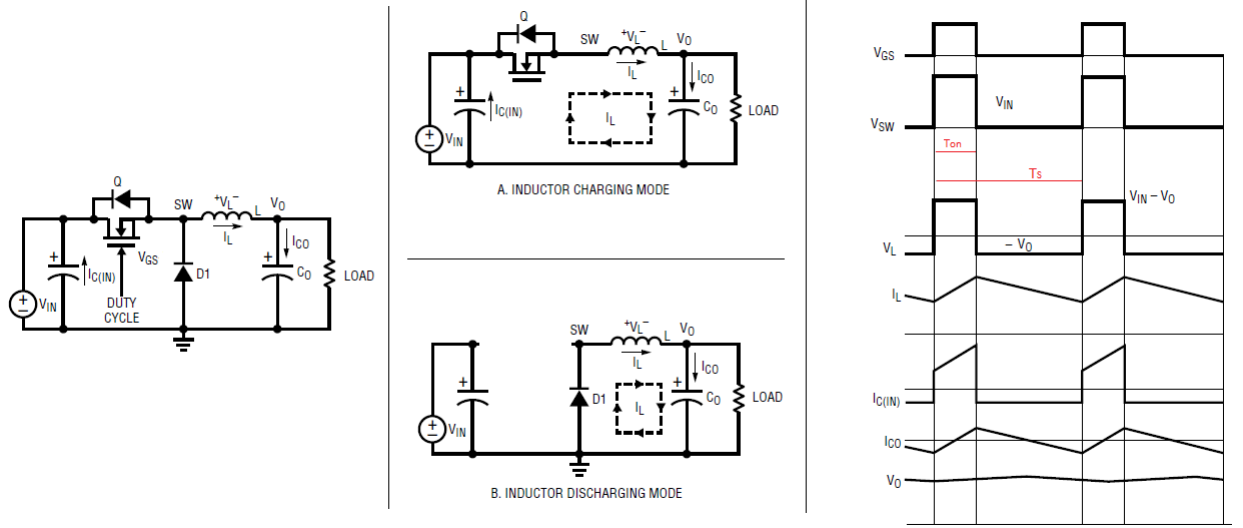 Q
SW
+VL−
L
VO
IL
ICO
+
IC(IN)
VGS
D1
+
CO
LOAD
+
−
VIN
DUTY
CYCLE
Q
SW
+VL−
L
VO
IL
ICO
+
IC(IN)
IL
+
CO
LOAD
+
−
VIN
A. INDUCTOR CHARGING MODE
SW
+VL−
L
VO
IL
ICO
+
D1
IL
+
CO
LOAD
+
−
VIN
B. INDUCTOR DISCHARGING MODE
VGS
VIN
VSW
Ton
Ts
VIN − VO
VL
− VO
IL
IC(IN)
ICO
VO